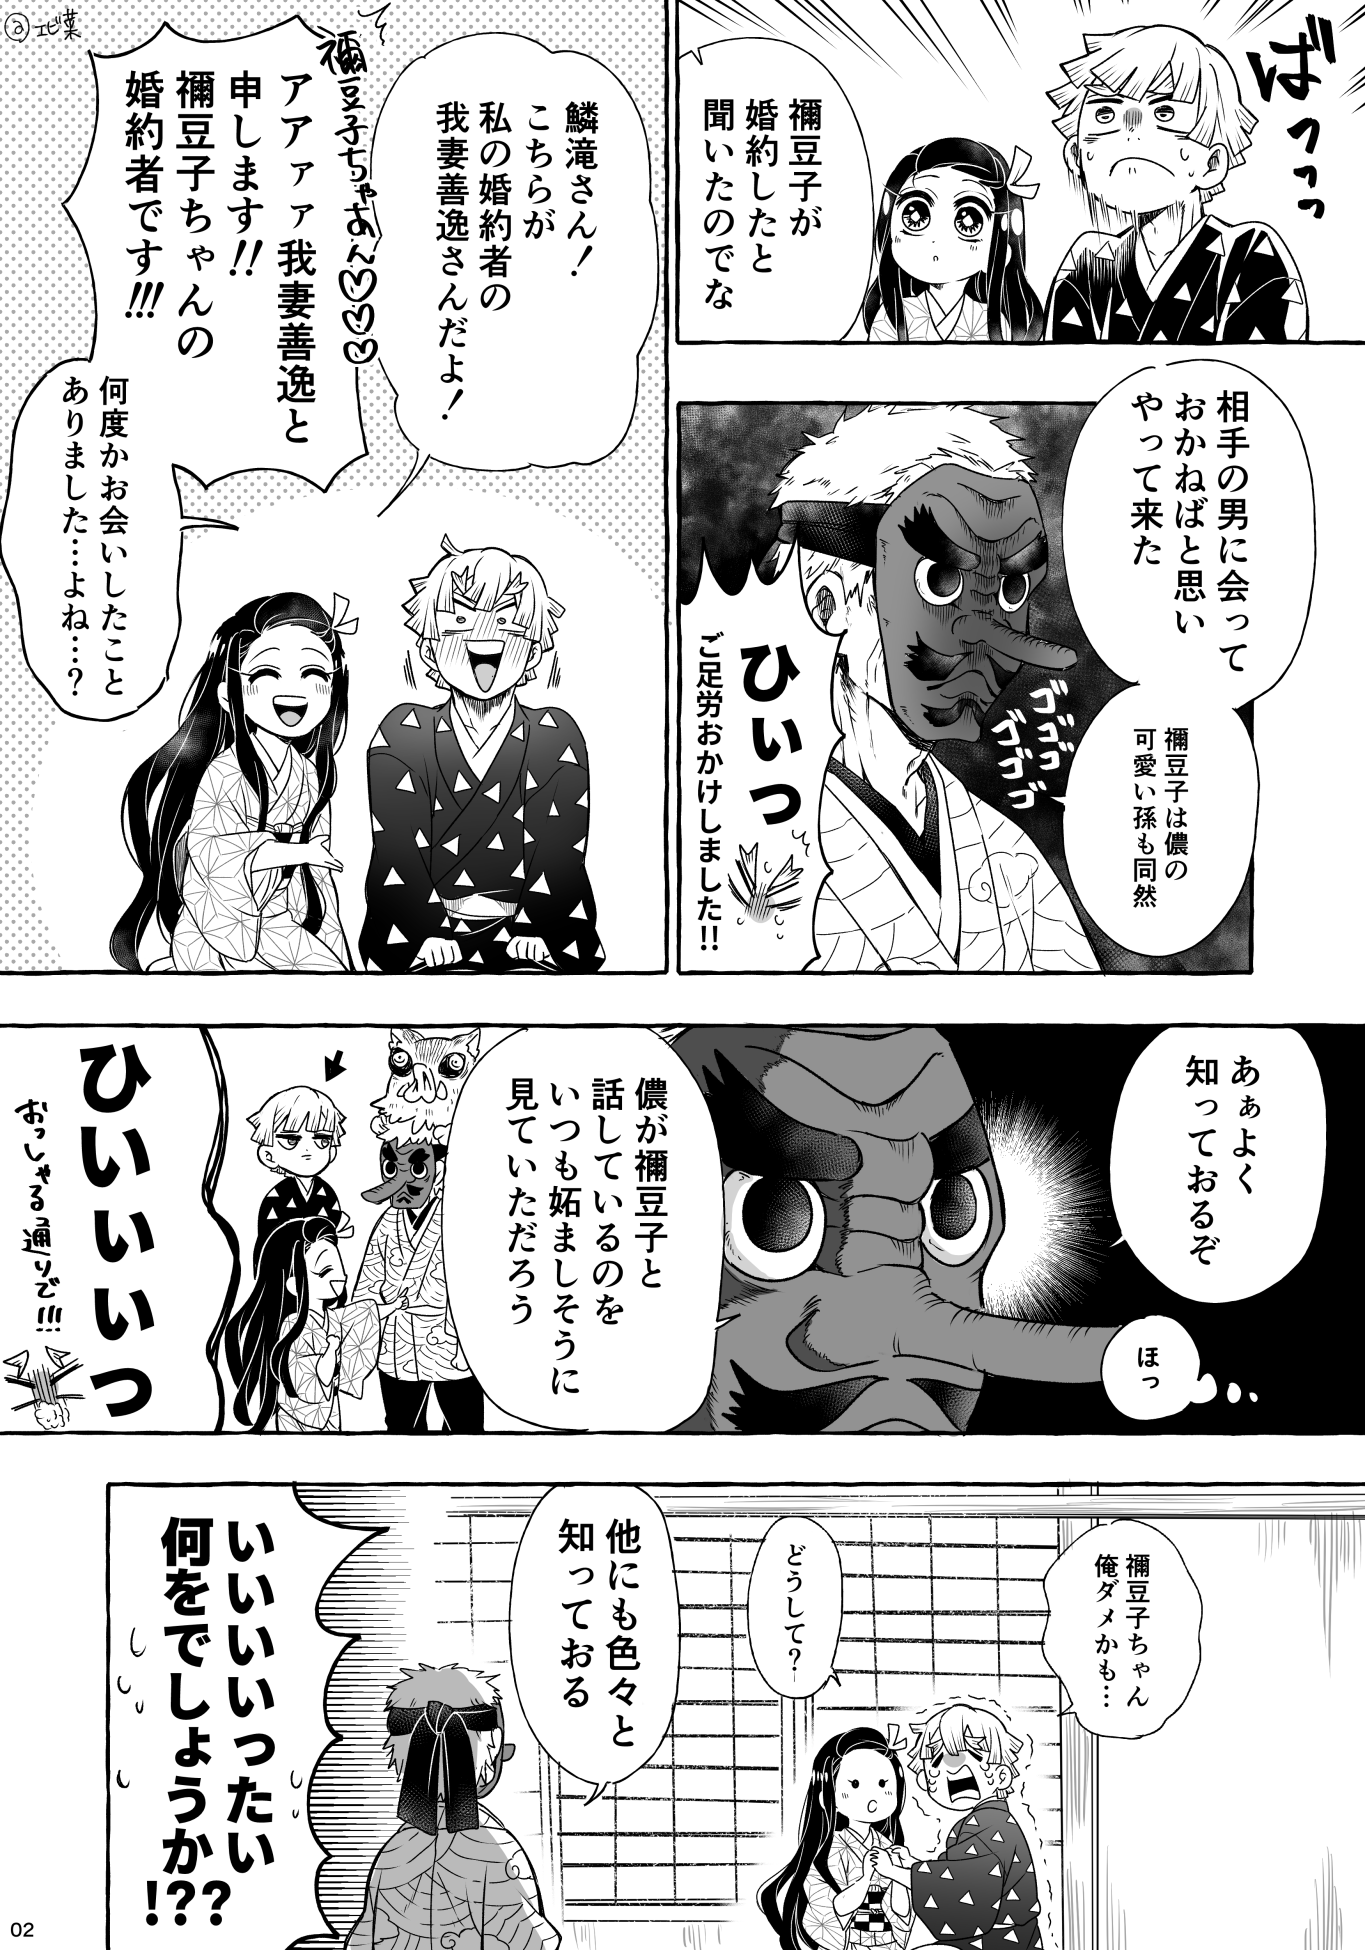 ばっっっ
禰豆子が
婚約したと
聞いたのでな
相手の男に会って
おかねばと思い
やって来た
禰豆子は儂の
可愛い孫も同然
ゴゴゴゴ
ゴゴゴ
ひいっ
ご足労おかけしました!!
鱗滝さん!
こちらが
私の婚約者の
我妻善逸さんだよ!
禰豆子ちゃあん♡♡♡
アアァァ我妻善逸と
申します!!
禰豆子ちゃんの
婚約者です!!!
何度かお会いしたこと
ありました…よね…?
@エビ葉
あぁよく
知っておるぞ
ほっ
儂が禰豆子と
話しているのを
いつも妬ましそうに
見ていただろう
ひいいいっ
おっしゃる通りで!!!
禰豆子ちゃん
俺ダメかも…
どうして?
他にも色々と
知っておる
いいいいいったい
何をでしょうか!???
02